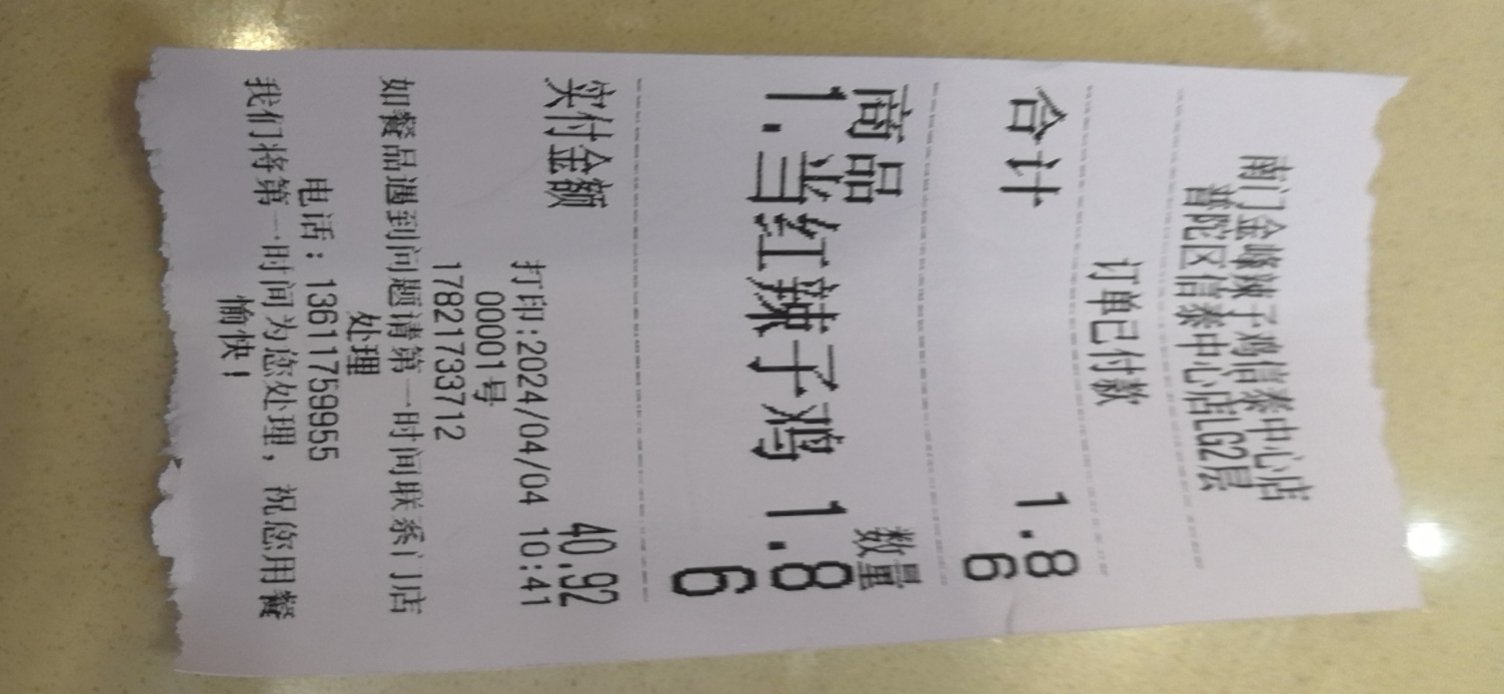 南门金峰辣子鸡信泰中心店
普陀区信泰中心店LG2层
订单已付款
合计 1.8
6
商品 数量
1.当红辣子鸡 1.8
6
实付金额 40.92
打印:2024/04/04 10:41
00001号
17821733712
如餐品遇到问题请第一时间联系门店
处理
电话:13611759955
我们将第一时间为您处理,祝您用餐
愉快!